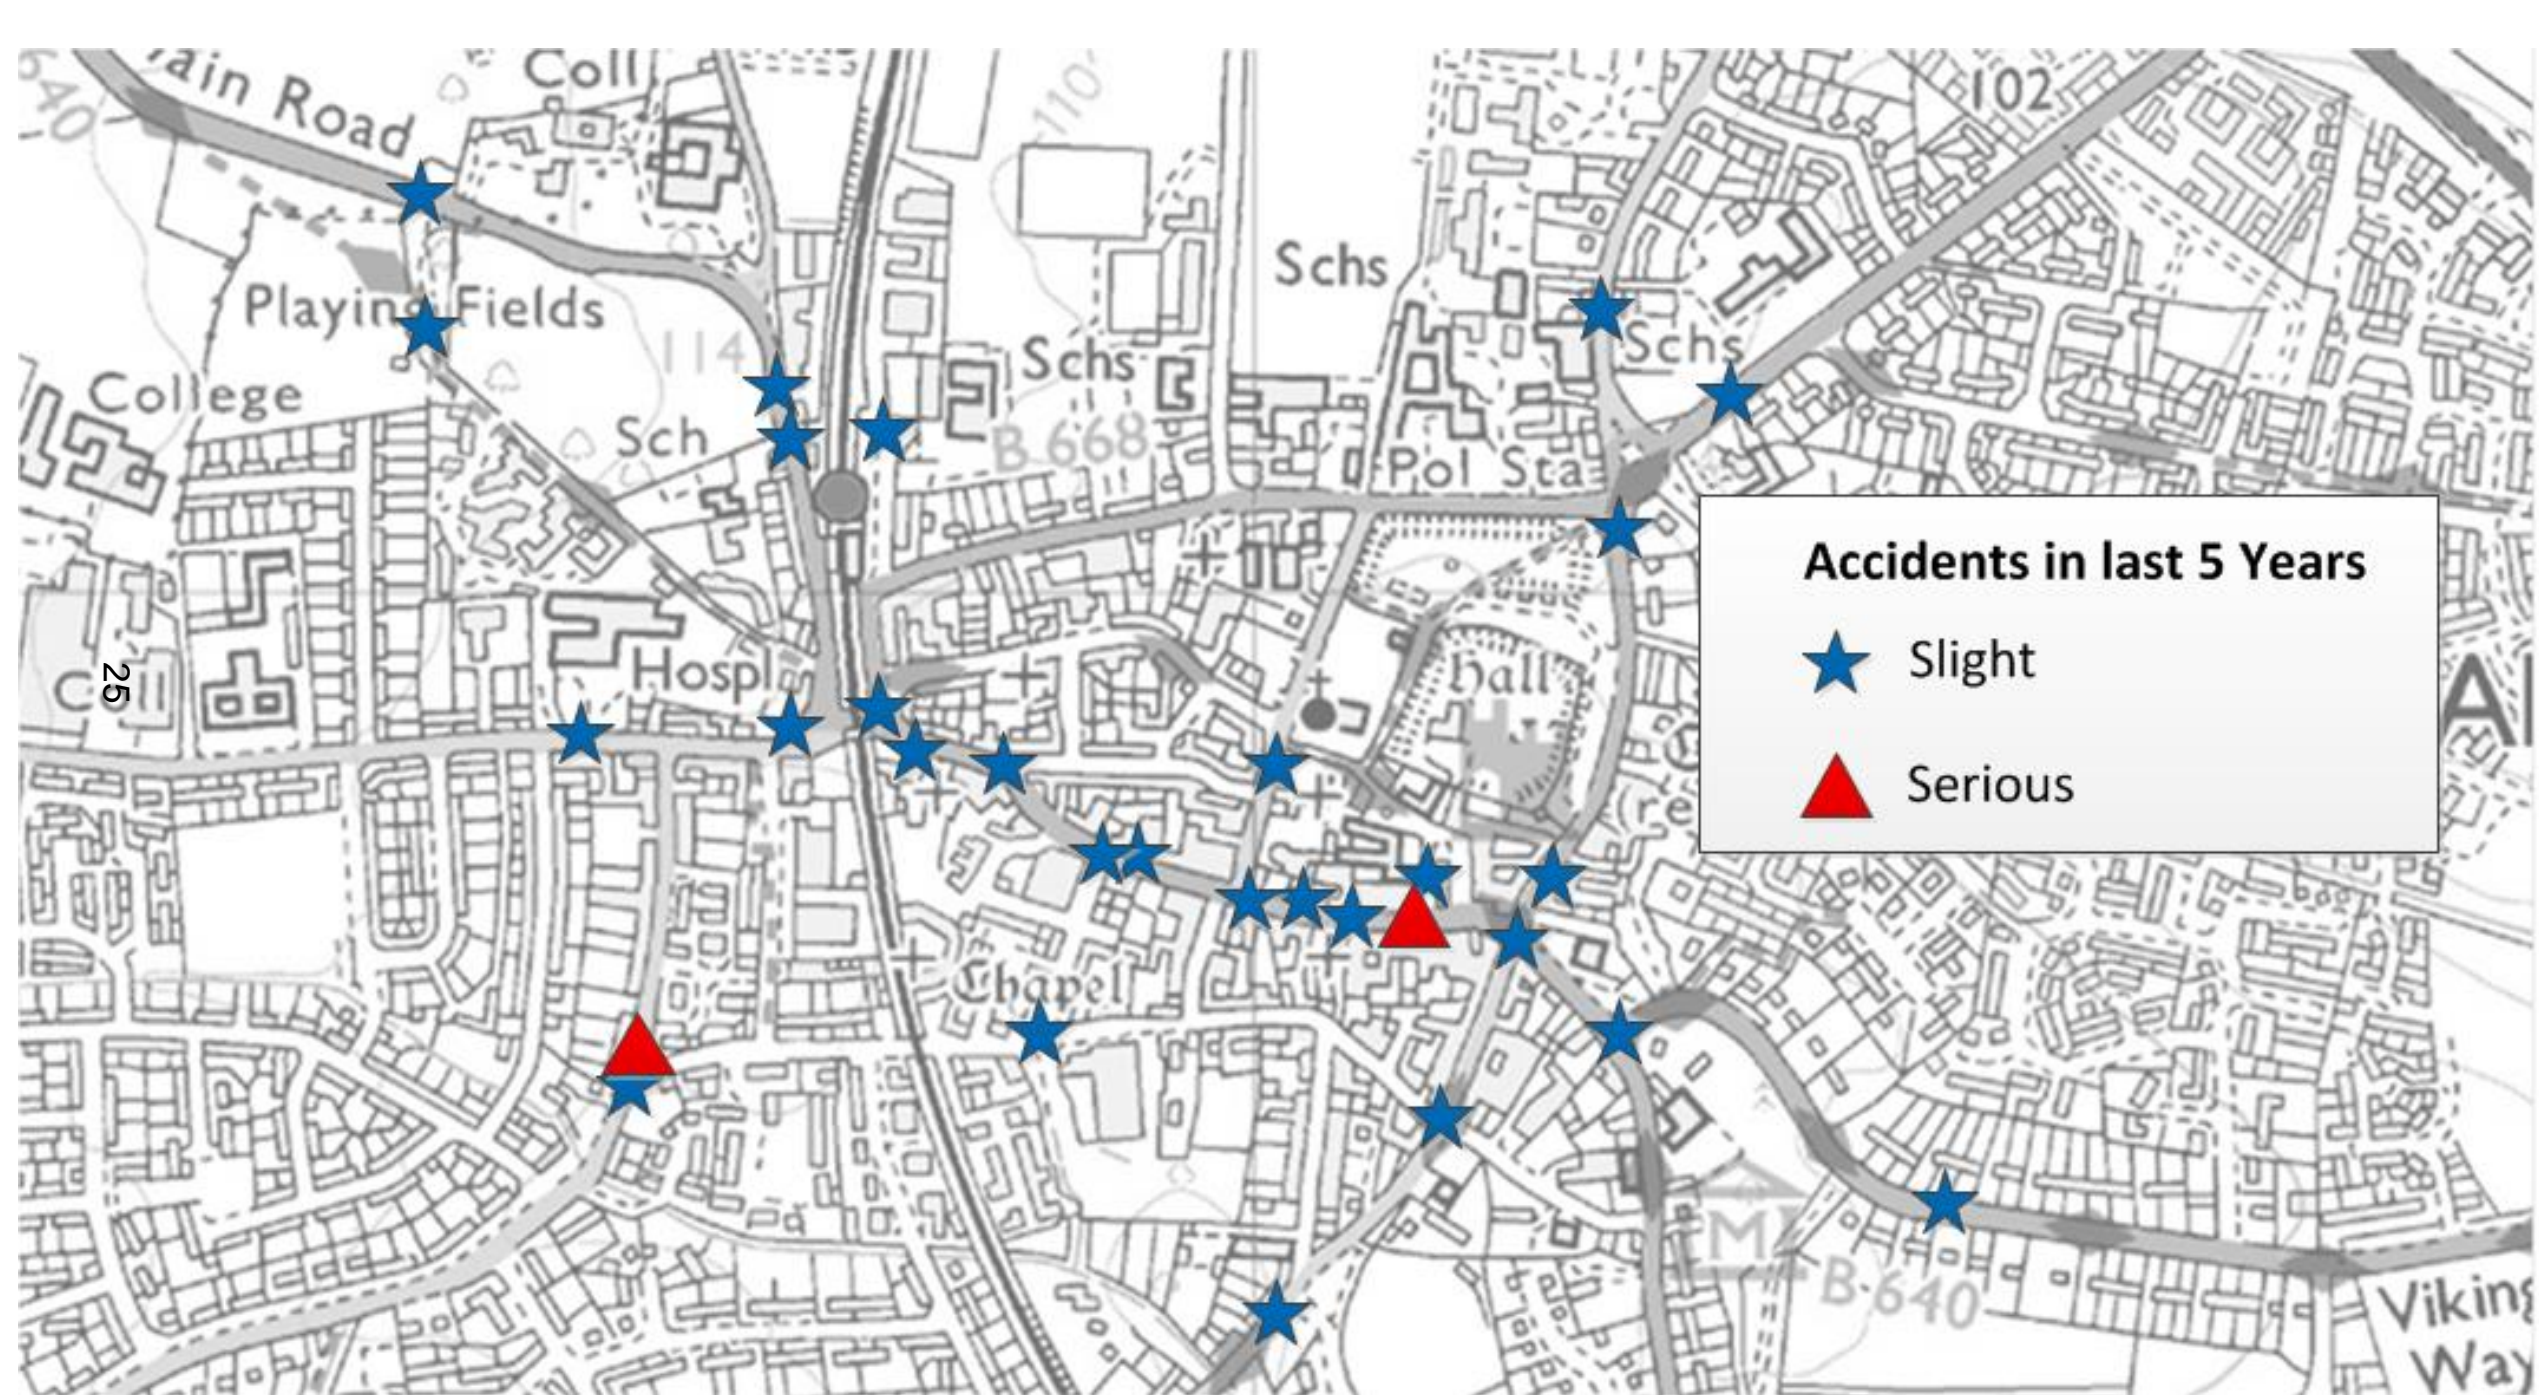 ain Road
Coll
110
102
640
Schs
Playing Fields
Schs
114
Schs
College
Sch
B 668
Pol Sta
Accidents in last 5 Years
Slight
Serious
Hospl
Hall
25
Chapel
M
B 640
Viking
Way